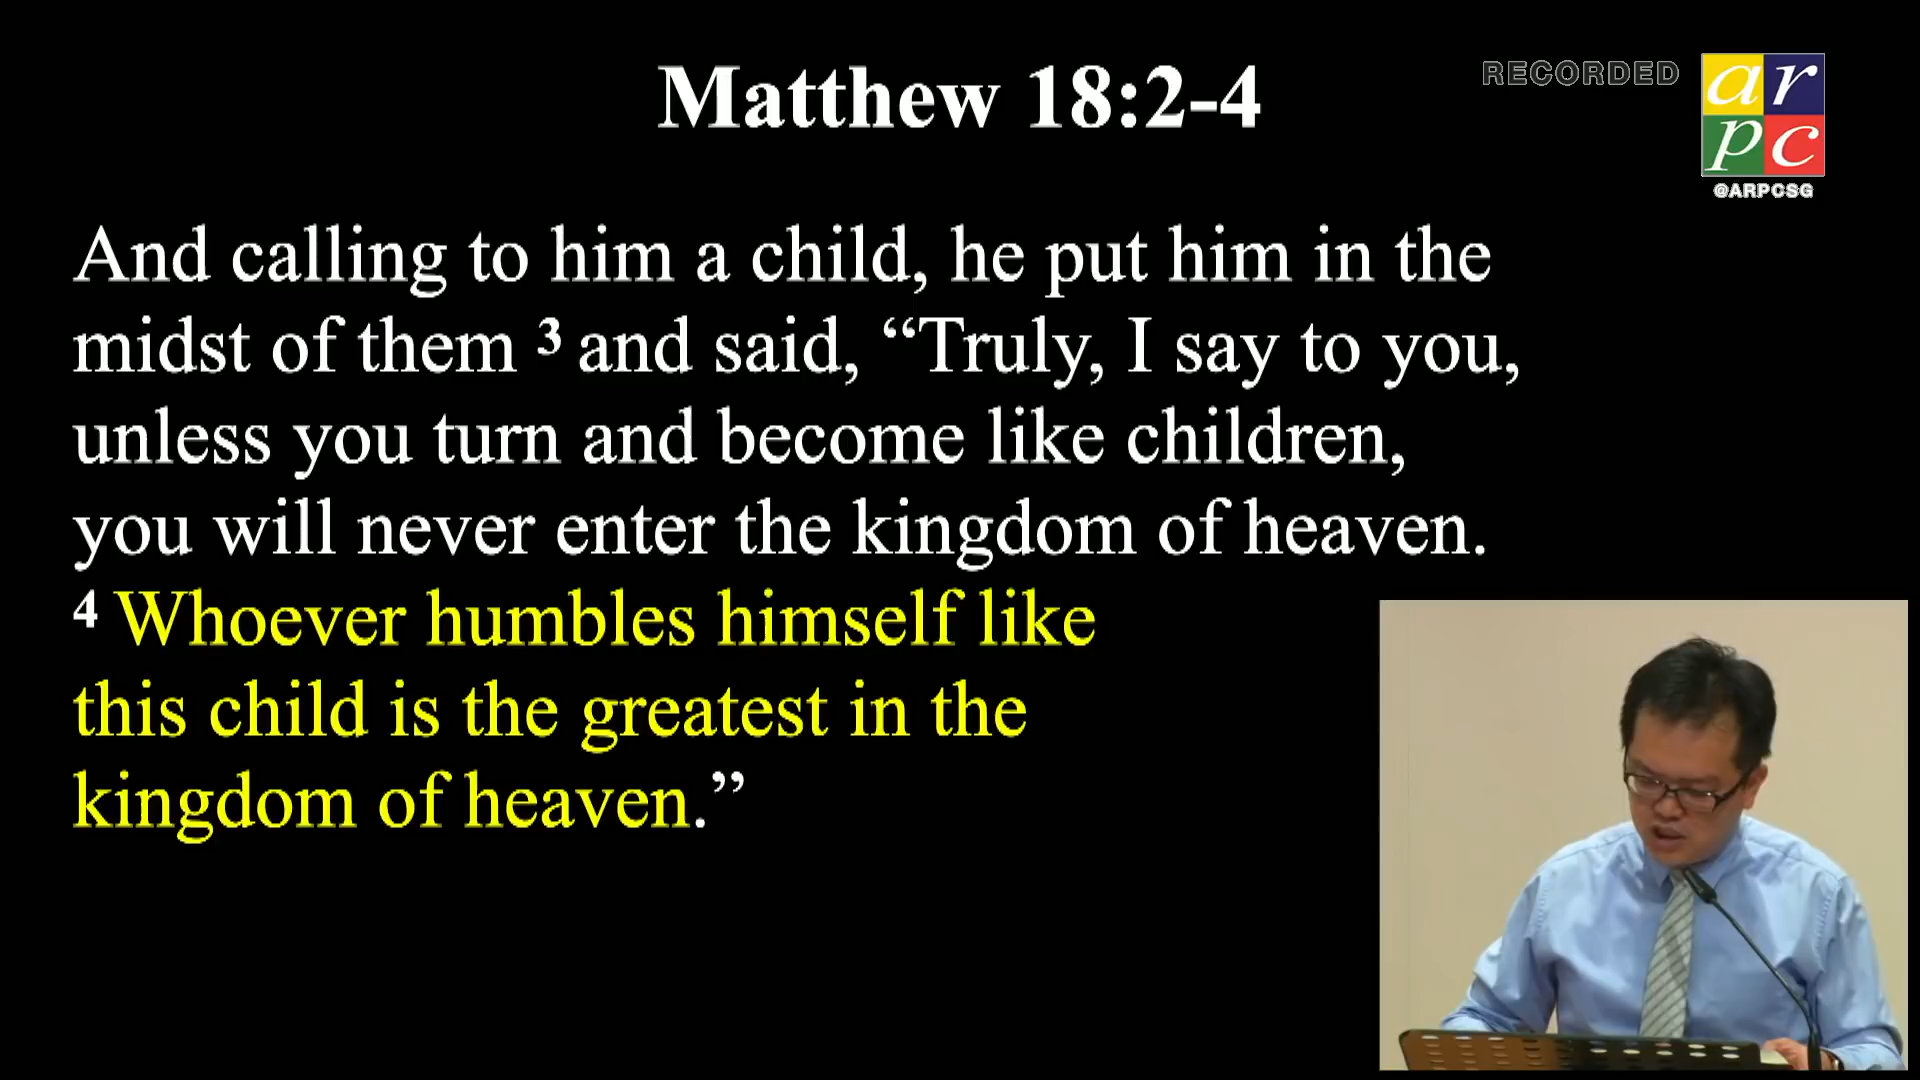 Matthew 18:2-4
RECORDED
ar
pc
@ARPCSG
And calling to him a child, he put him in the
midst of them ³ and said, “Truly, I say to you,
unless you turn and become like children,
you will never enter the kingdom of heaven.
⁴ Whoever humbles himself like
this child is the greatest in the
kingdom of heaven.”